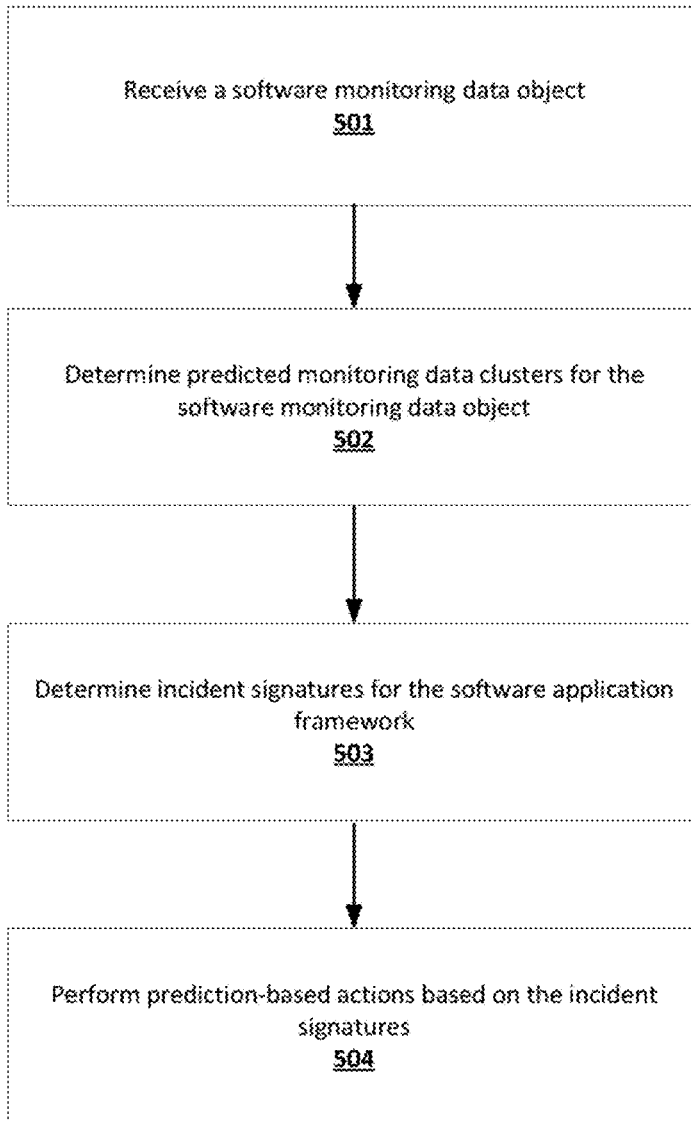 Receive a software monitoring data object
501
Determine predicted monitoring data clusters for the
software monitoring data object
502
Determine incident signatures for the software application
framework
503
Perform prediction-based actions based on the incident
signatures
504